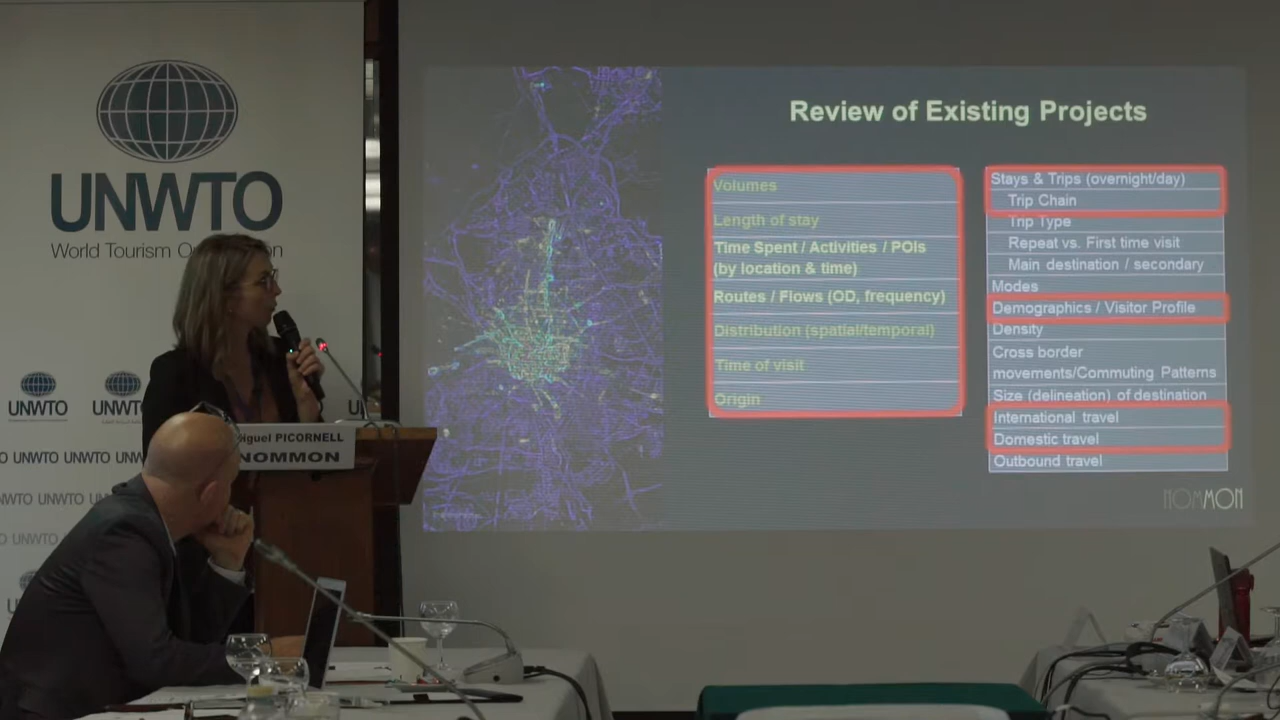 UNWTO
World Tourism
UNWTO
UNWT
UNWTO UNWTO UNW
UNWTO UNWTO
UNWTO UNWTO
iguel PICORNELL
NOMMON
Review of Existing Projects
Volumes
Length of stay
Time Spent / Activities / POIs
(by location & time)
Routes / Flows (OD, frequency)
Distribution (spatial/temporal)
Time of visit
Origin
Stays & Trips (overnight/day)
Trip Chain
Trip Type
Repeat vs. First time visit
Main destination / secondary
Modes
Demographics / Visitor Profile
Density
Cross border
movements/Commuting Patterns
Size (delineation) of destination
International travel
Domestic travel
Outbound travel
NOMMON